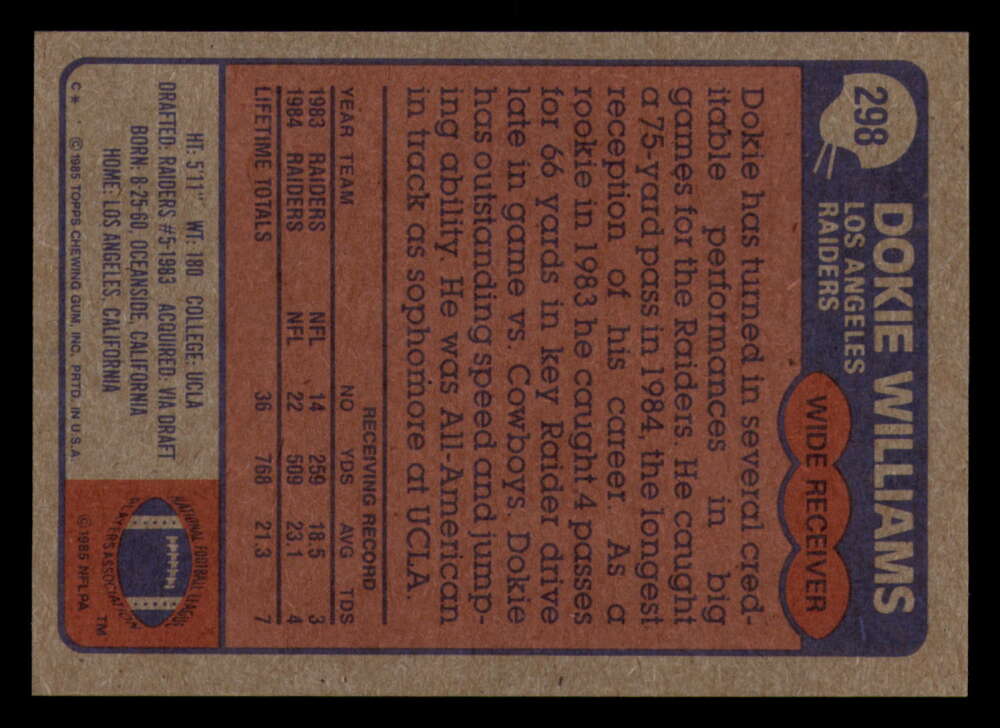 298
DOKIE WILLIAMS
LOS ANGELES
RAIDERS
WIDE RECEIVER
Dokie has turned in several cred-
itable performances in big
games for the Raiders. He caught
a 75-yard pass in 1984, the longest
reception of his career. As a
rookie in 1983 he caught 4 passes
for 66 yards in key Raider drive
late in game vs. Cowboys. Dokie
has outstanding speed and jump-
ing ability. He was All-American
in track as sophomore at UCLA.
RECEIVING RECORD
YEAR TEAM NO YDS AVG TDS
1983 RAIDERS NFL 14 259 18.5 3
1984 RAIDERS NFL 22 509 23.1 4
LIFETIME TOTALS 36 768 21.3 7
HT: 5'11" WT: 180 COLLEGE: UCLA
DRAFTED: RAIDERS #5-1983 ACQUIRED: VIA DRAFT
BORN: 8-25-60, OCEANSIDE, CALIFORNIA
HOME: LOS ANGELES, CALIFORNIA
C* © 1985 TOPPS CHEWING GUM, INC. PRTD. IN U.S.A.
NATIONAL FOOTBALL LEAGUE
PLAYERS ASSOCIATION
TM
© 1985 NFLPA